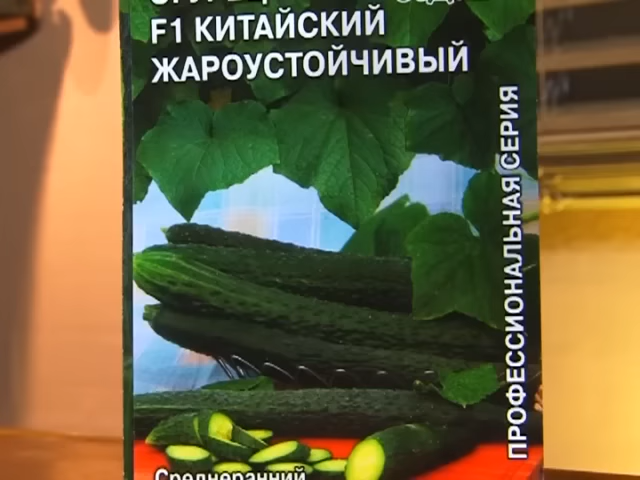 F1 КИТАЙСКИЙ
ЖАРОУСТОЙЧИВЫЙ
ПРОФЕССИОНАЛЬНАЯ СЕРИЯ
Среднеранний